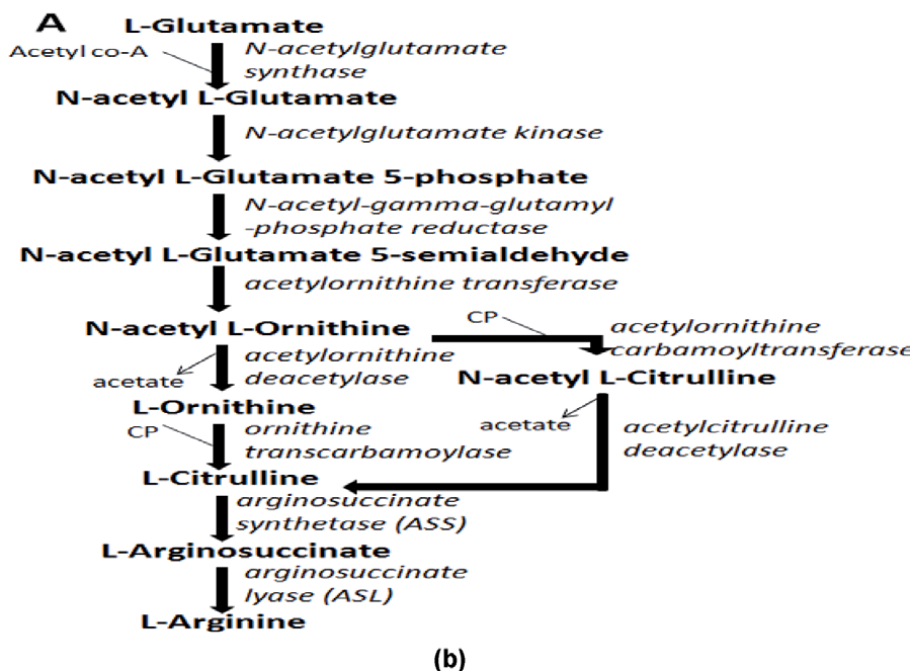 A
L-Glutamate
Acetyl co-A
N-acetylglutamate
synthase
N-acetyl L-Glutamate
N-acetylglutamate kinase
N-acetyl L-Glutamate 5-phosphate
N-acetyl-gamma-glutamyl
-phosphate reductase
N-acetyl L-Glutamate 5-semialdehyde
acetylornithine transferase
N-acetyl L-Ornithine
CP
acetylornithine
carbamoyltransferase
acetylornithine
deacetylase
acetate
N-acetyl L-Citrulline
L-Ornithine
acetate
acetylcitrulline
deacetylase
CP
ornithine
transcarbamoylase
L-Citrulline
arginosuccinate
synthetase (ASS)
L-Arginosuccinate
arginosuccinate
lyase (ASL)
L-Arginine
(b)